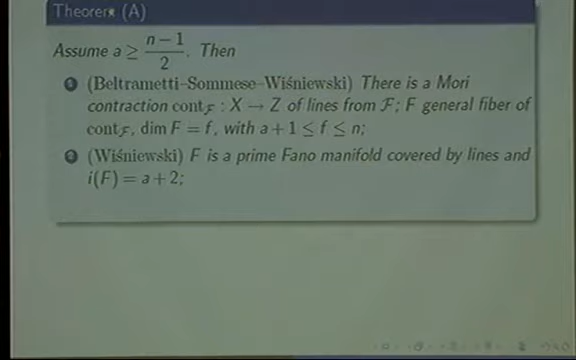 Theorem (A)
Assume a ≥ (n − 1)/2. Then
1 (Beltrametti–Sommese–Wiśniewski) There is a Mori
contraction cont_ℱ : X → Z of lines from ℱ; F general fiber of
cont_ℱ, dim F = f, with a + 1 ≤ f ≤ n;
2 (Wiśniewski) F is a prime Fano manifold covered by lines and
i(F) = a + 2;